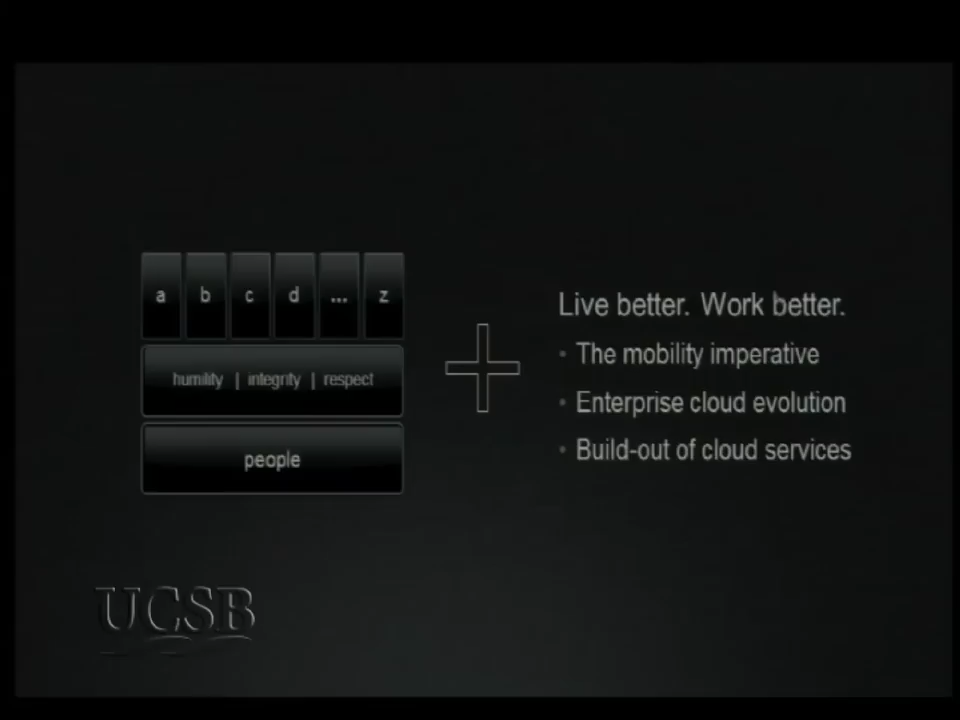 a b c d ... z
humility | integrity | respect
people
Live better. Work better.
• The mobility imperative
• Enterprise cloud evolution
• Build-out of cloud services
UCSB